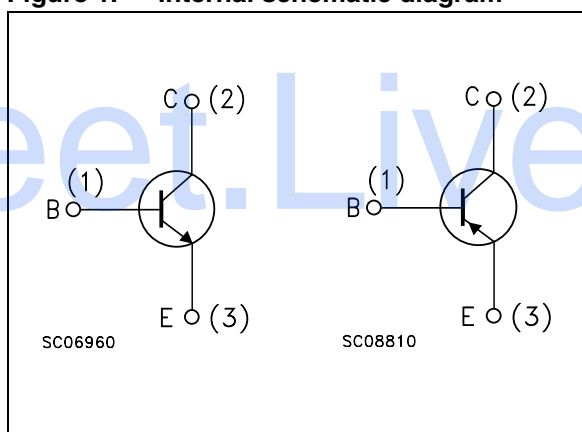 Figure 1. Internal schematic diagram
eet.Live
C (2) C (2)
(1) (1)
B B
E (3) E (3)
SC06960 SC08810